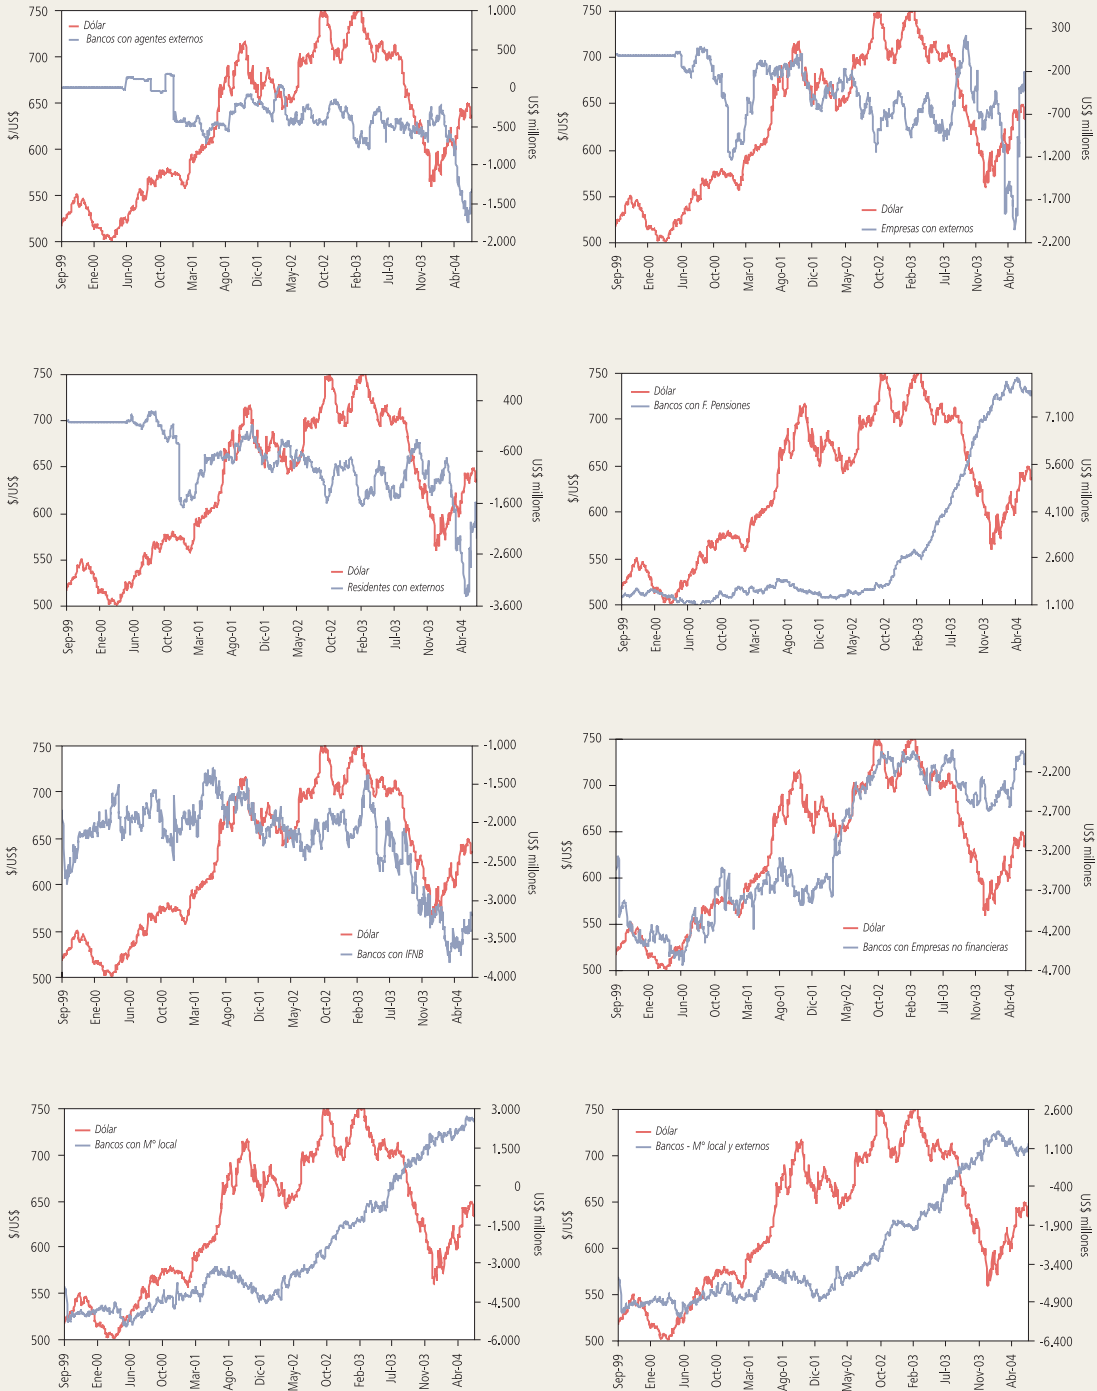 Dólar
Bancos con agentes externos
$/US$
750
700
650
600
550
500
1.000
500
0
-500
-1.000
-1.500
-2.000
US$ millones
Sep-99
Ene-00
Jun-00
Oct-00
Mar-01
Ago-01
Dic-01
May-02
Oct-02
Feb-03
Jul-03
Nov-03
Abr-04
Dólar
Empresas con externos
$/US$
750
700
650
600
550
500
300
-200
-700
-1.200
-1.700
-2.200
US$ millones
Sep-99
Ene-00
Jun-00
Oct-00
Mar-01
Ago-01
Dic-01
May-02
Oct-02
Feb-03
Jul-03
Nov-03
Abr-04
Dólar
Residentes con externos
$/US$
750
700
650
600
550
500
400
-600
-1.600
-2.600
-3.600
US$ millones
Sep-99
Ene-00
Jun-00
Oct-00
Mar-01
Ago-01
Dic-01
May-02
Oct-02
Feb-03
Jul-03
Nov-03
Abr-04
Dólar
Bancos con F. Pensiones
$/US$
750
700
650
600
550
500
7.100
5.600
4.100
2.600
1.100
US$ millones
Sep-99
Ene-00
Jun-00
Oct-00
Mar-01
Ago-01
Dic-01
May-02
Oct-02
Feb-03
Jul-03
Nov-03
Abr-04
Dólar
Bancos con IFNB
$/US$
750
700
650
600
550
500
-1.000
-1.500
-2.000
-2.500
-3.000
-3.500
-4.000
US$ millones
Sep-99
Ene-00
Jun-00
Oct-00
Mar-01
Ago-01
Dic-01
May-02
Oct-02
Feb-03
Jul-03
Nov-03
Abr-04
Dólar
Bancos con Empresas no financieras
$/US$
750
700
650
600
550
500
-2,200
-2,700
-3,200
-3,700
-4,200
-4,700
US$ millones
Sep-99
Ene-00
Jun-00
Oct-00
Mar-01
Ago-01
Dic-01
May-02
Oct-02
Feb-03
Jul-03
Nov-03
Abr-04
Dólar
Bancos con Mº local
$/US$
750
700
650
600
550
500
3.000
1.500
0
-1.500
-3.000
-4.500
-6.000
US$ millones
Sep-99
Ene-00
Jun-00
Oct-00
Mar-01
Ago-01
Dic-01
May-02
Oct-02
Feb-03
Jul-03
Nov-03
Abr-04
Dólar
Bancos - Mº local y externos
$/US$
750
700
650
600
550
500
2,600
1,100
-400
-1,900
-3,400
-4,900
-6,400
US$ millones
Sep-99
Ene-00
Jun-00
Oct-00
Mar-01
Ago-01
Dic-01
May-02
Oct-02
Feb-03
Jul-03
Nov-03
Abr-04